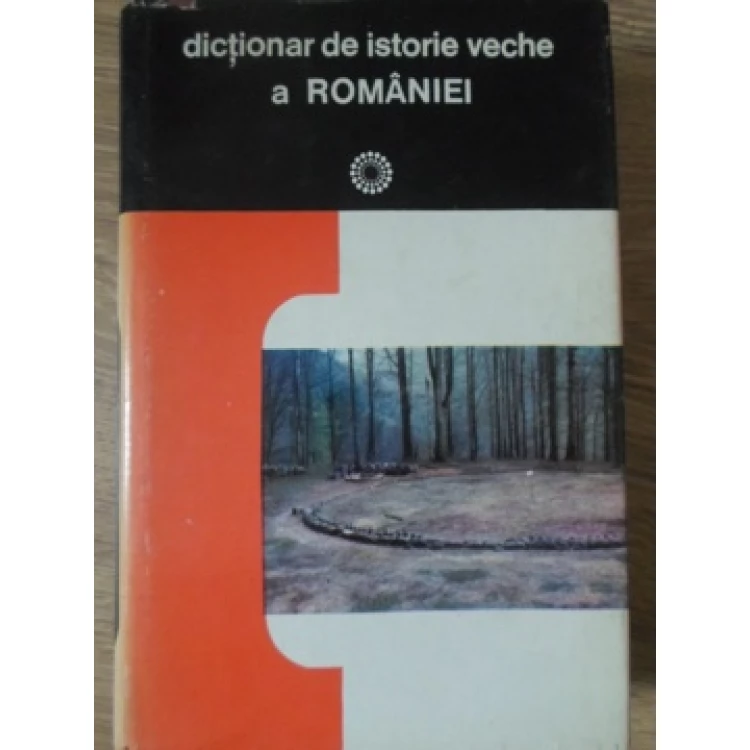 dicționar de istorie veche
a ROMÂNIEI